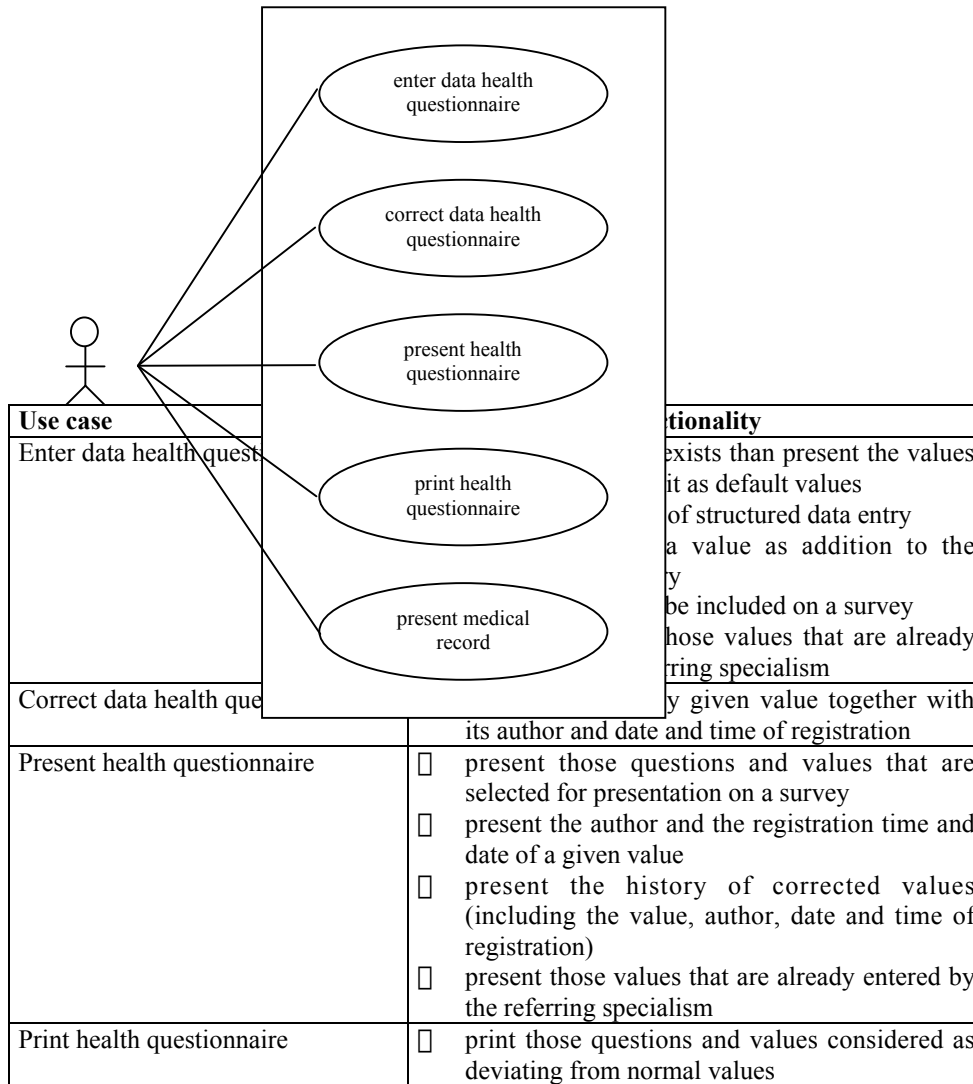 enter data health
questionnaire
correct data health
questionnaire
present health
questionnaire
print health
questionnaire
present medical
record
Use case
Enter data health
exists than present the values
it as default values
of structured data entry
a value as addition to the
be included on a survey
values that are already
specialism
Correct data health
given value together with
its author and date and time of registration
Present health questionnaire
present those questions and values that are
selected for presentation on a survey
present the author and the registration time and
date of a given value
present the history of corrected values
(including the value, author, date and time of
registration)
present those values that are already entered by
the referring specialism
Print health questionnaire
print those questions and values considered as
deviating from normal values